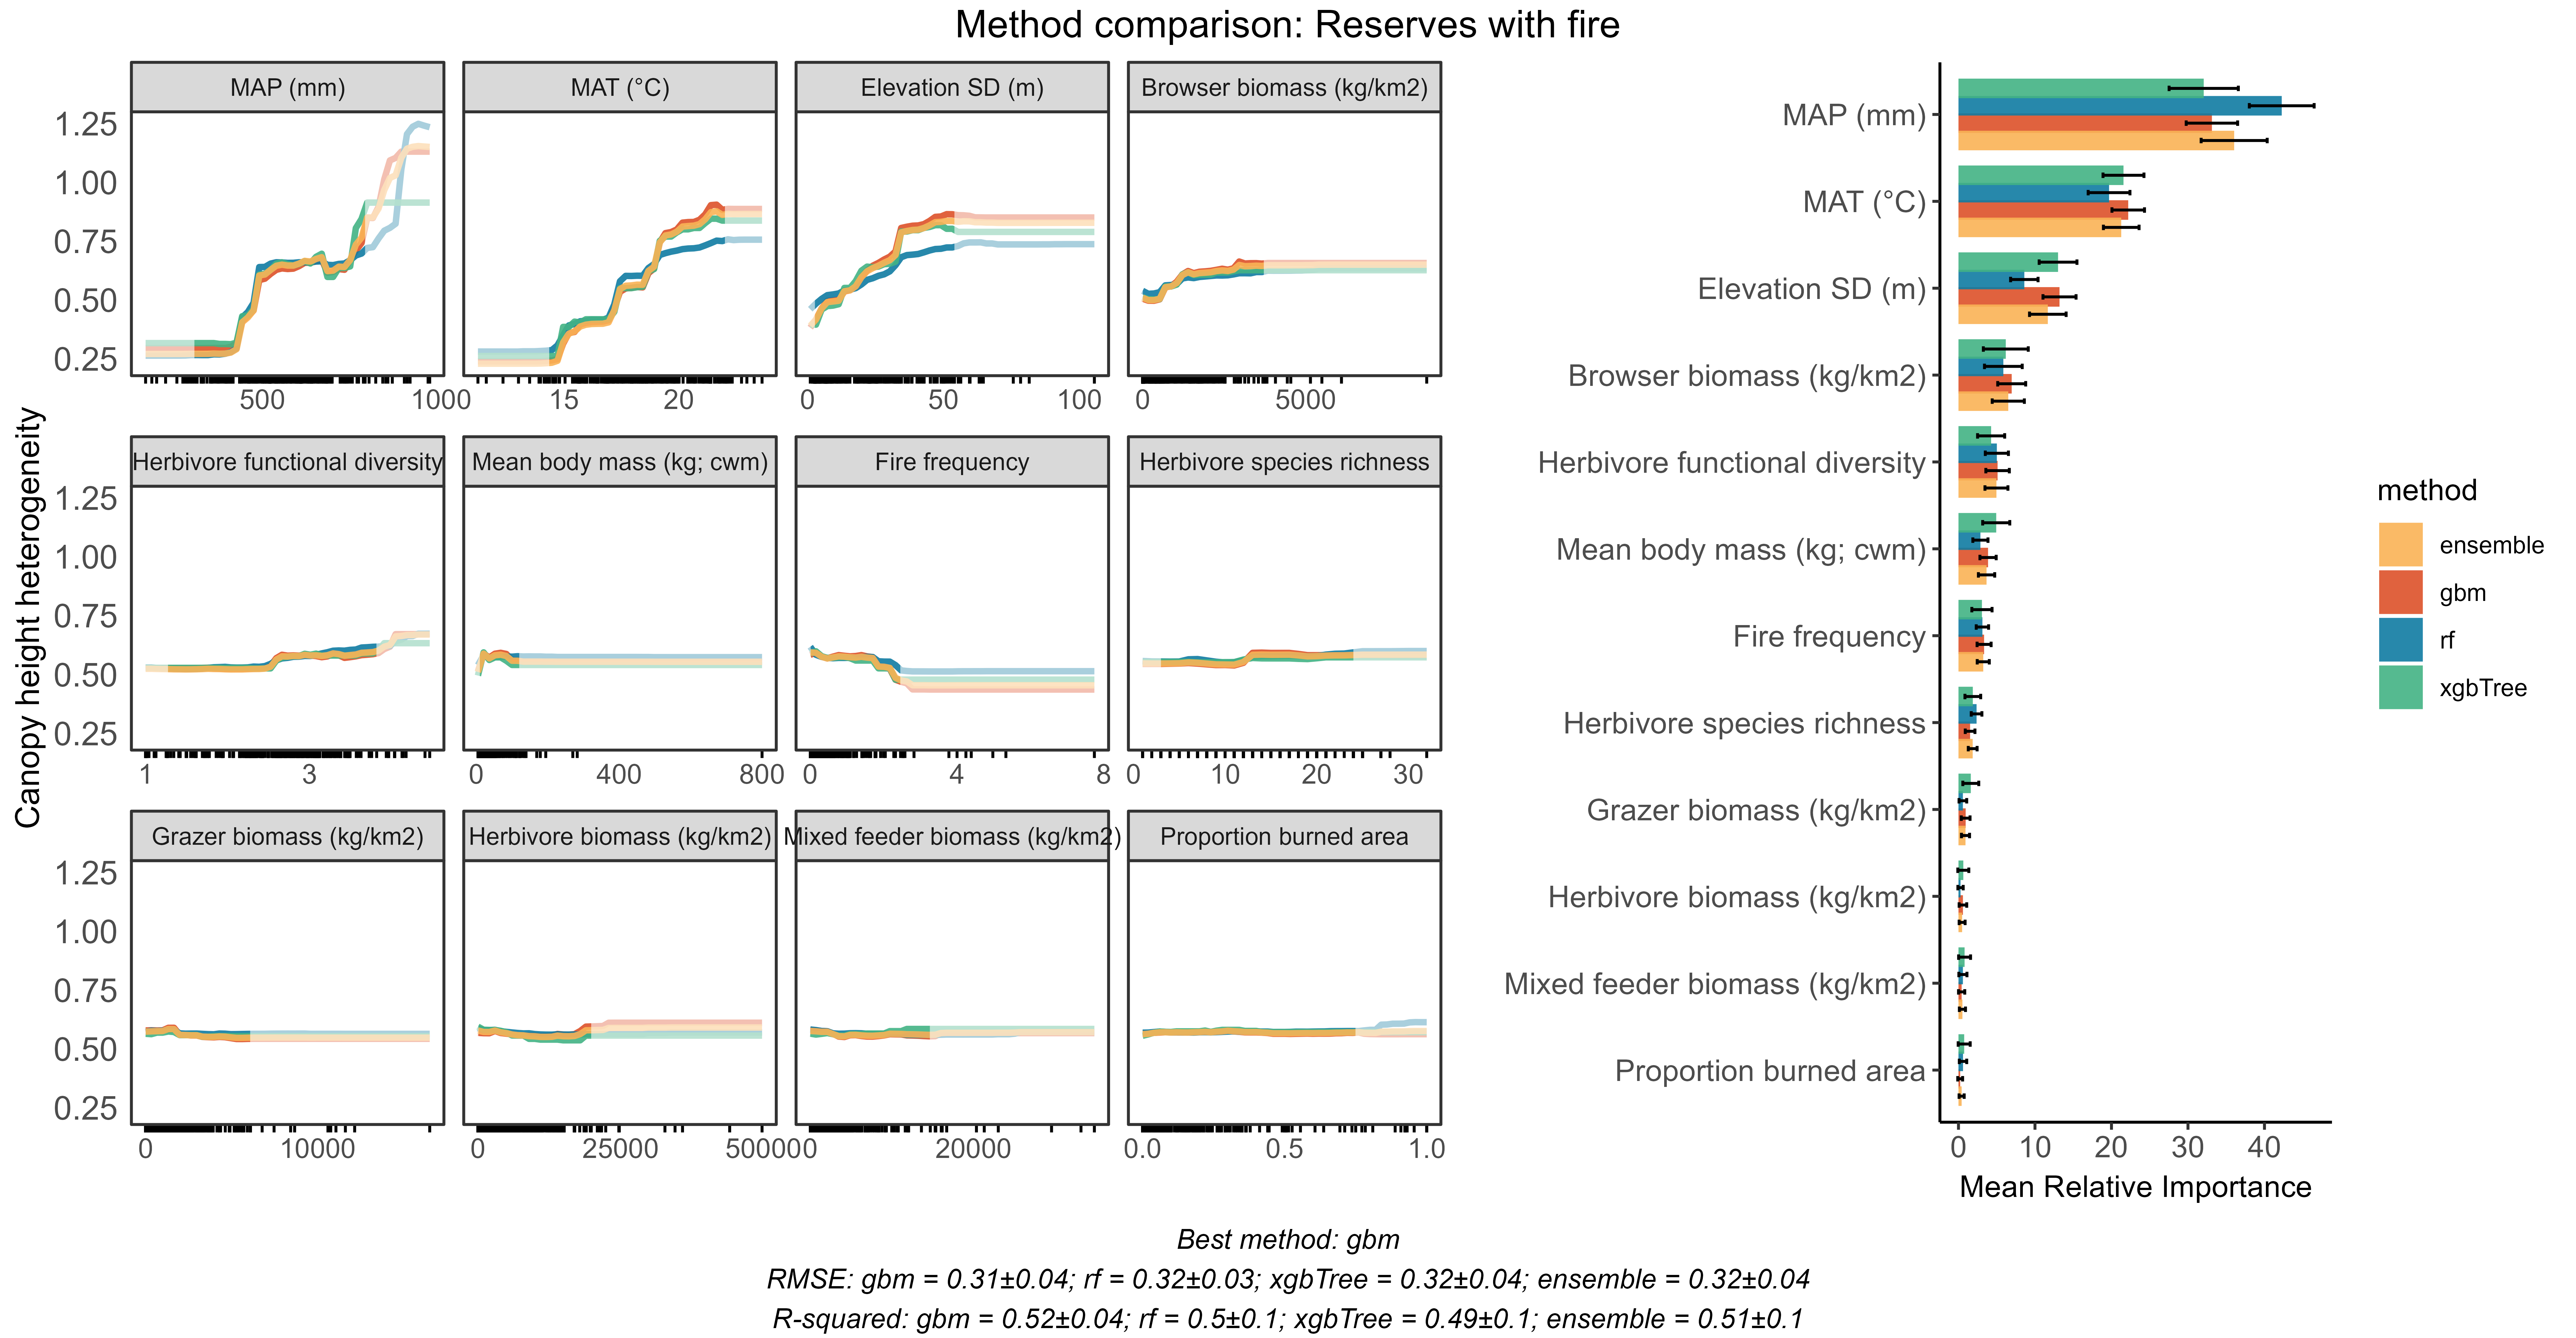 Method comparison: Reserves with fire
MAP (mm)
MAT (°C)
Elevation SD (m)
Browser biomass (kg/km2)
1.25
1.00
0.75
0.50
0.25
500
1000
15
20
0
50
100
0
5000
Herbivore functional diversity
Mean body mass (kg; cwm)
Fire frequency
Herbivore species richness
1.25
1.00
0.75
0.50
0.25
1
3
0
400
800
0
4
8
0
10
20
30
Grazer biomass (kg/km2)
Herbivore biomass (kg/km2)
Mixed feeder biomass (kg/km2)
Proportion burned area
1.25
1.00
0.75
0.50
0.25
0
10000
0
25000
50000
0
20000
0.0
0.5
1.0
Canopy height heterogeneity
MAP (mm)
MAT (°C)
Elevation SD (m)
Browser biomass (kg/km2)
Herbivore functional diversity
Mean body mass (kg; cwm)
Fire frequency
Herbivore species richness
Grazer biomass (kg/km2)
Herbivore biomass (kg/km2)
Mixed feeder biomass (kg/km2)
Proportion burned area
0
10
20
30
40
Mean Relative Importance
method
ensemble
gbm
rf
xgbTree
Best method: gbm
RMSE: gbm = 0.31±0.04; rf = 0.32±0.03; xgbTree = 0.32±0.04; ensemble = 0.32±0.04
R-squared: gbm = 0.52±0.04; rf = 0.5±0.1; xgbTree = 0.49±0.1; ensemble = 0.51±0.1